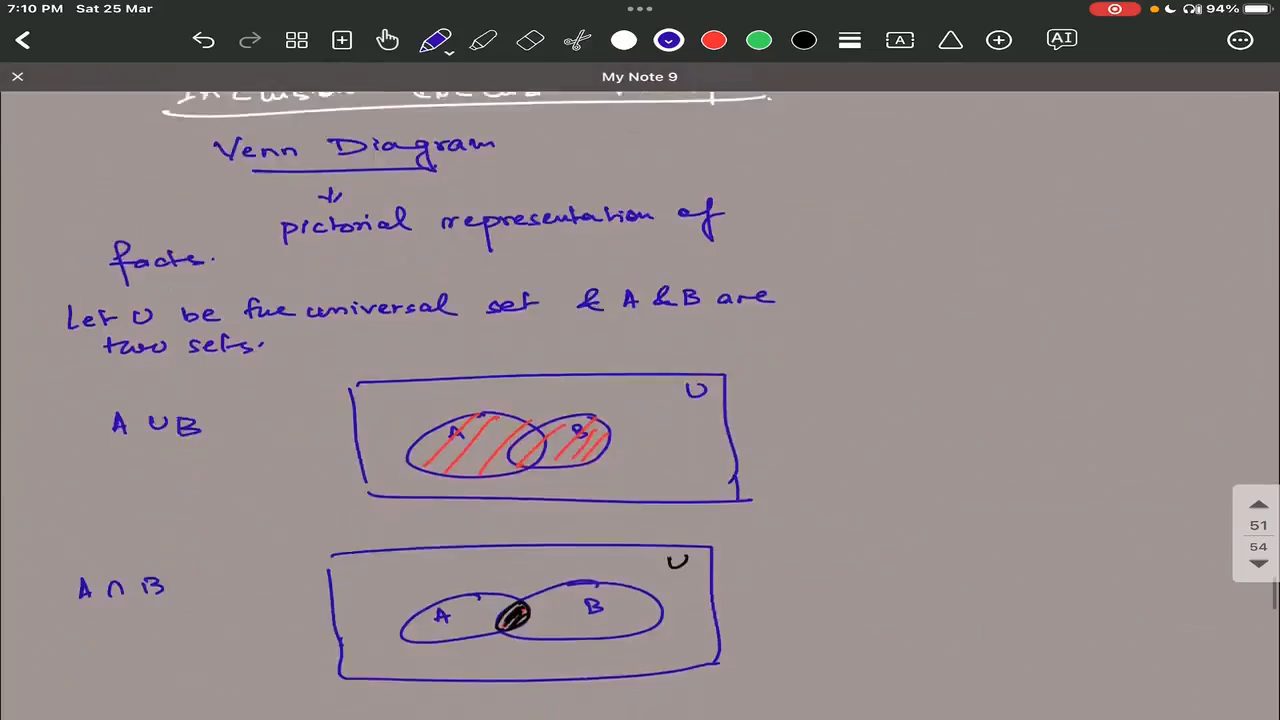 7:10 PM Sat 25 Mar
94%
A
AI
My Note 9
Venn Diagram
pictorial representation of
facts.
Let U be the universal set & A & B are
two sets.
A ∪ B
U
A
B
A ∩ B
U
A
B
51
54